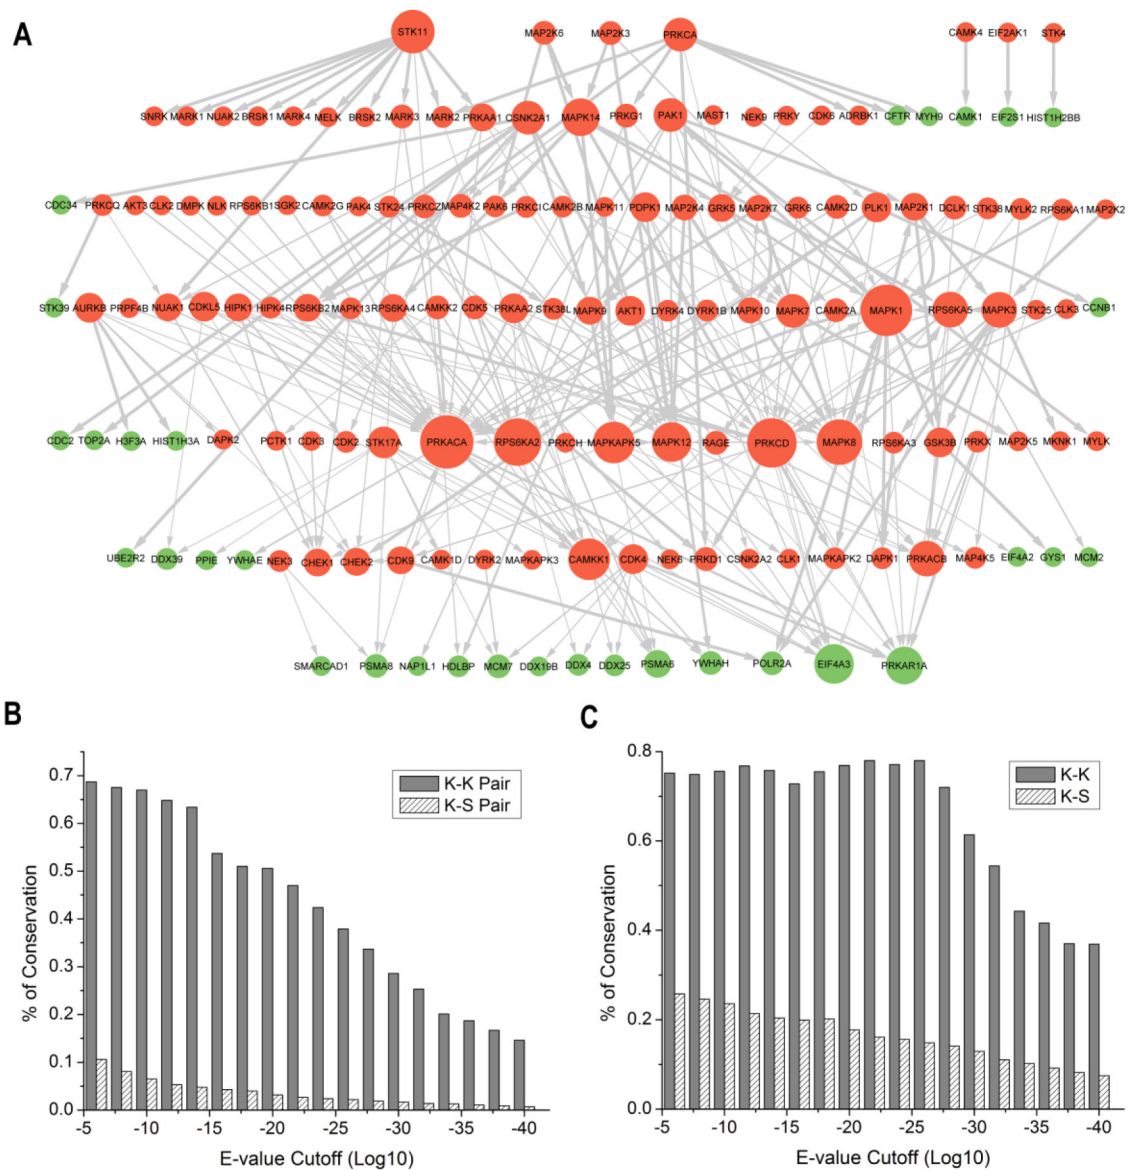 A
STK11 MAP2K6 MAP2K3 PRKCA CAMK4 EIF2AK1 STK4
SNRK MARK1 NUAK2 BRSK1 MARK4 MELK BRSK2 MARK3 MARK2 PRKAA1 CSNK2A1 MAPK14 PRKG1 PAK1 MAST1 NEK9 PRKY CDK6 ADRBK1 CFTR MYH9 CAMK1 EIF2S1 HIST1H2BB
CDC34 PRKCQ AKT3 CLK2 DMPK NLK RPS6KB1 SGK2 CAMK2G PAK4 STK24 PRKCZ MAP4K2 PAK6 PRKCI CAMK2B MAPK11 PDPK1 MAP2K4 GRK5 MAP2K7 GRK6 CAMK2D PLK1 MAP2K1 DCLK1 STK38 MYLK2 RPS6KA1 MAP2K2
STK39 AURKB PRPF4B NUAK1 CDKL5 HIPK1 HIPK4 RPS6KB2 MAPK13 RPS6KA4 CAMKK2 CDK5 PRKAA2 STK38L MAPK9 AKT1 DYRK4 DYRK1B MAPK10 MAPK7 CAMK2A MAPK1 RPS6KA5 MAPK3 STK25 CLK3 CCNB1
CDC2 TOP2A H3F3A HIST1H3A DAPK2 PCTK1 CDK3 CDK2 STK17A PRKACA RPS6KA2 PRKCH MAPKAPK5 MAPK12 RAGE PRKCD MAPK8 RPS6KA3 GSK3B PRKX MAP2K5 MKNK1 MYLK
UBE2R2 DDX39 PPIE YWHAE NEK3 CHEK1 CHEK2 CDK9 CAMK1D DYRK2 MAPKAPK3 CAMKK1 CDK4 NEK6 PRKD1 CSNK2A2 CLK1 MAPKAPK2 DAPK1 PRKACB MAP4K5 EIF4A2 GYS1 MCM2
SMARCAD1 PSMA8 NAP1L1 HDLBP MCM7 DDX19B DDX4 DDX25 PSMA6 YWHAH POLR2A EIF4A3 PRKAR1A
B
K-K Pair
K-S Pair
% of Conservation
0.7
0.6
0.5
0.4
0.3
0.2
0.1
0.0
-5 -10 -15 -20 -25 -30 -35 -40
E-value Cutoff (Log10)
C
K-K
K-S
% of Conservation
0.8
0.6
0.4
0.2
0.0
-5 -10 -15 -20 -25 -30 -35 -40
E-value Cutoff (Log10)